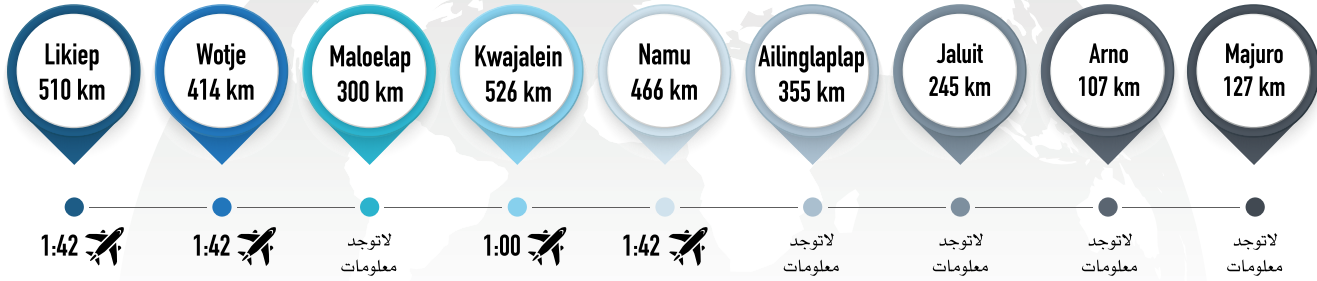 Likiep
510 km
Wotje
414 km
Maloelap
300 km
Kwajalein
526 km
Namu
466 km
Ailinglaplap
355 km
Jaluit
245 km
Arno
107 km
Majuro
127 km
1:42
1:42
لاتوجد
معلومات
1:00
1:42
لاتوجد
معلومات
لاتوجد
معلومات
لاتوجد
معلومات
لاتوجد
معلومات